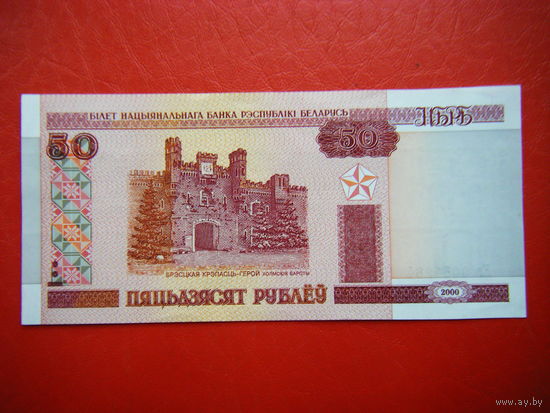 БІЛЕТ НАЦЫЯНАЛЬНАГА БАНКА РЭСПУБЛІКІ БЕЛАРУСЬ
50
50
НБРБ
БРЭСЦКАЯ КРЭПАСЦЬ-ГЕРОЙ ХОЛМСКІЯ ВАРОТЫ
ПЯЦЬДЗЯСЯТ РУБЛЁЎ
2000
www.ay.by